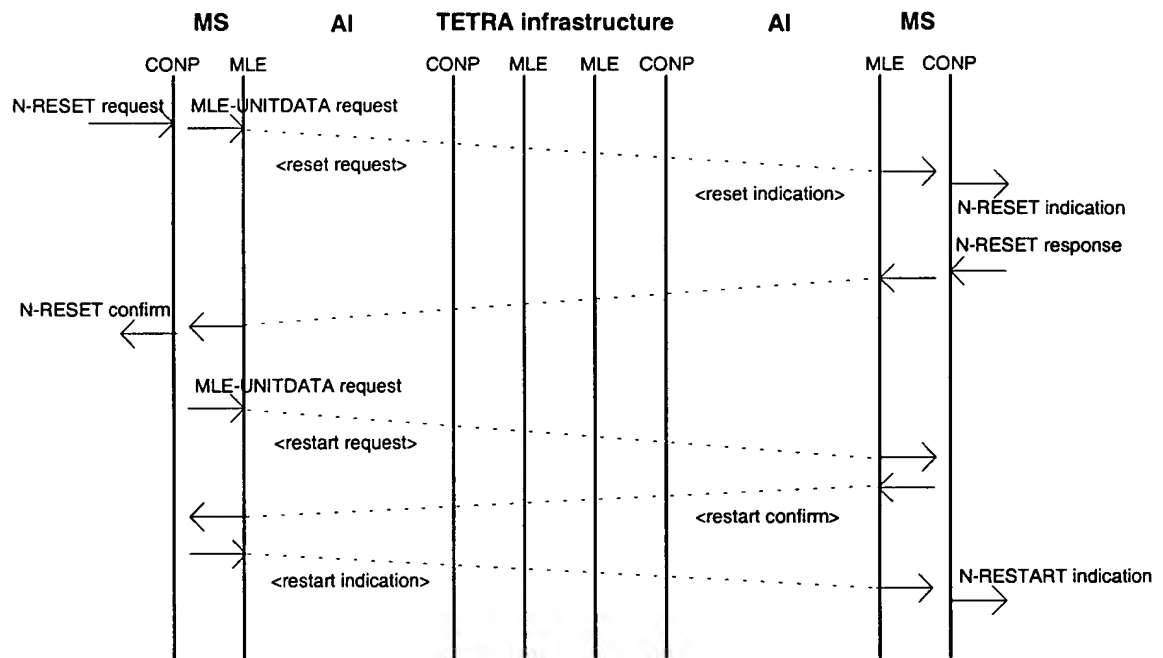 MS AI TETRA infrastructure AI MS
CONP MLE CONP MLE MLE CONP MLE CONP
N-RESET request MLE-UNITDATA request
<reset request>
<reset indication>
N-RESET indication
N-RESET response
N-RESET confirm
MLE-UNITDATA request
<restart request>
<restart confirm>
<restart indication>
N-RESTART indication